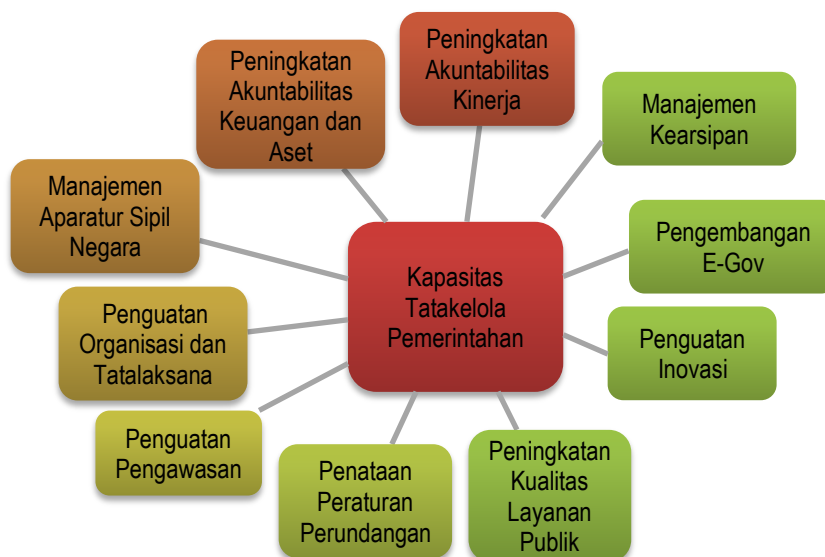 Peningkatan
Akuntabilitas
Kinerja
Peningkatan
Akuntabilitas
Keuangan dan
Aset
Manajemen
Kearsipan
Manajemen
Aparatur Sipil
Negara
Pengembangan
E-Gov
Kapasitas
Tatakelola
Pemerintahan
Penguatan
Organisasi dan
Tatalaksana
Penguatan
Inovasi
Penguatan
Pengawasan
Penataan
Peraturan
Perundangan
Peningkatan
Kualitas
Layanan
Publik